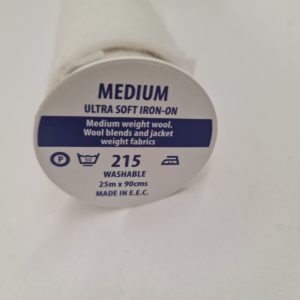 MEDIUM
ULTRA SOFT IRON-ON
Medium weight wool.
Wool blends and jacket
weight fabrics
P 50 215
WASHABLE
25m x 90cms
MADE IN E.E.C.